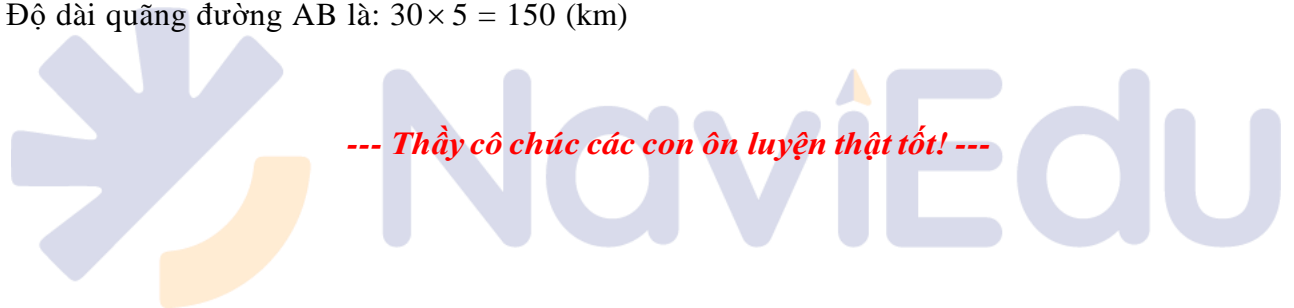 Độ dài quãng đường AB là: 30 × 5 = 150 (km)
--- Thầy cô chúc các con ôn luyện thật tốt! ---
NaviEdu